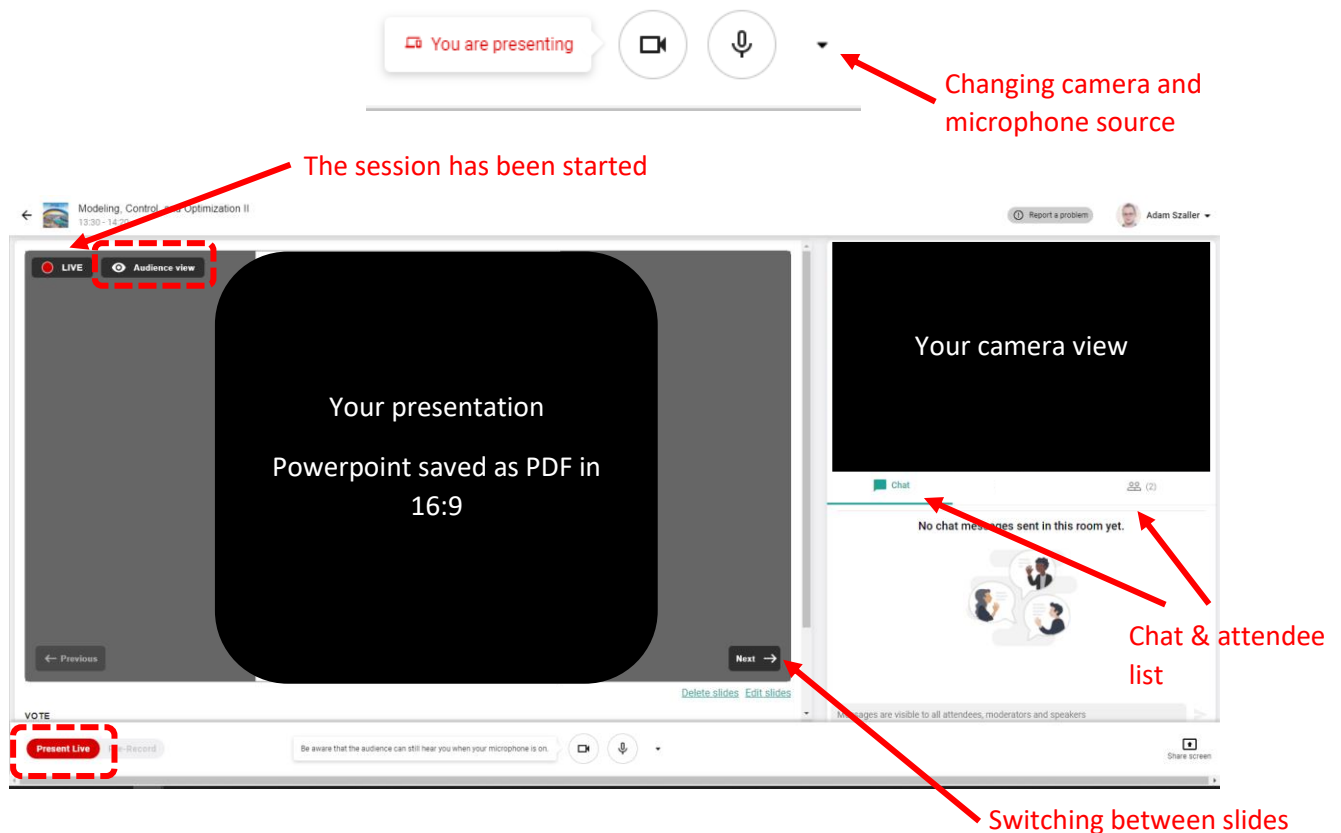 You are presenting
Changing camera and
microphone source
The session has been started
Modeling, Control, and Optimization II
13:30 - 14:20
Report a problem
Adam Szaller
LIVE
Audience view
Your presentation
Powerpoint saved as PDF in
16:9
Your camera view
Chat
(2)
No chat messages sent in this room yet.
Chat & attendee
list
← Previous
Next →
Delete slides Edit slides
VOTE
Messages are visible to all attendees, moderators and speakers
Present Live
Be aware that the audience can still hear you when your microphone is on.
Share screen
Switching between slides